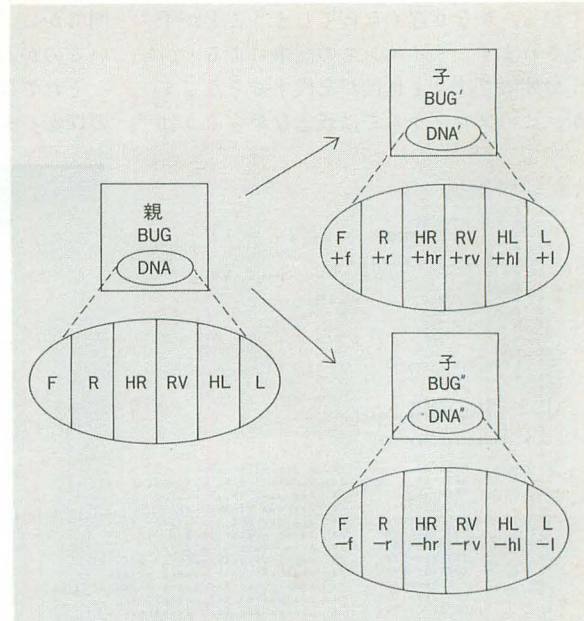 親
BUG
DNA
F R HR RV HL L
子
BUG′
DNA′
F R HR RV HL L
+f +r +hr +rv +hl +l
子
BUG″
DNA″
F R HR RV HL L
−f −r −hr −rv −hl −l